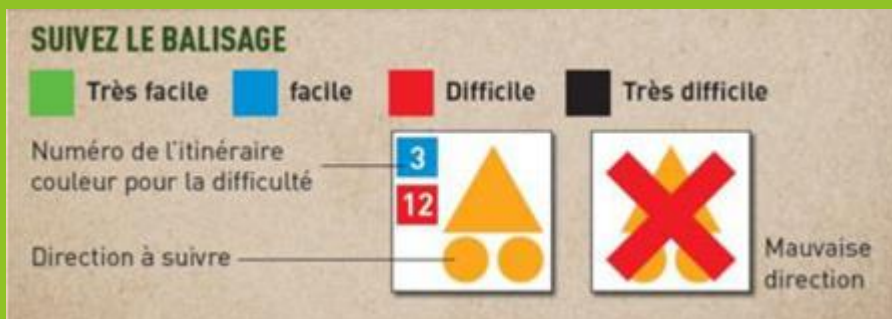 SUIVEZ LE BALISAGE
Très facile facile Difficile Très difficile
Numéro de l'itinéraire
couleur pour la difficulté
3
12
Direction à suivre
Mauvaise
direction